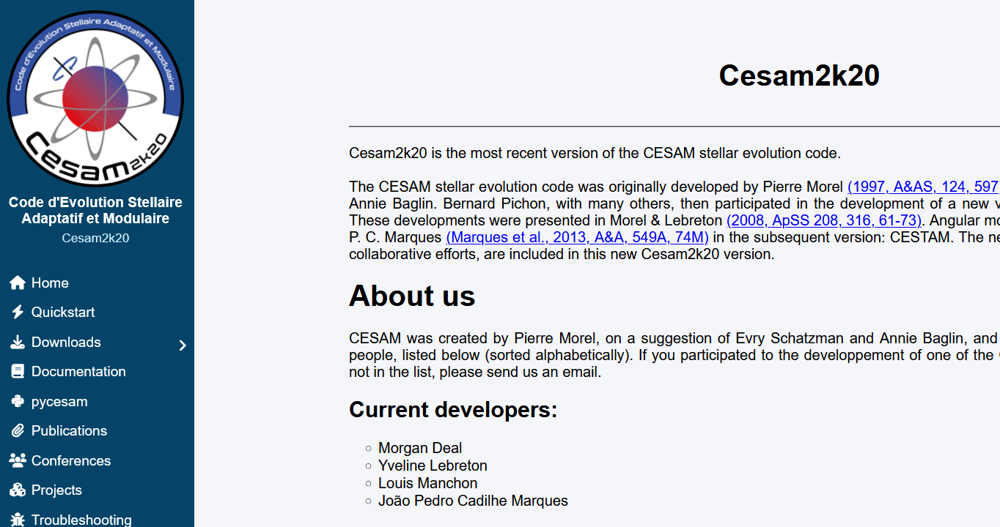 Code d'Evolution Stellaire Adaptatif et Modulaire
Cesam2k20
Code d'Evolution Stellaire
Adaptatif et Modulaire
Cesam2k20
Home
Quickstart
Downloads
Documentation
pycesam
Publications
Conferences
Projects
Troubleshooting
Cesam2k20
Cesam2k20 is the most recent version of the CESAM stellar evolution code.
The CESAM stellar evolution code was originally developed by Pierre Morel (1997, A&AS, 124, 597)
Annie Baglin. Bernard Pichon, with many others, then participated in the development of a new v
These developments were presented in Morel & Lebreton (2008, ApSS 208, 316, 61-73). Angular mo
P. C. Marques (Marques et al., 2013, A&A, 549A, 74M) in the subsequent version: CESTAM. The ne
collaborative efforts, are included in this new Cesam2k20 version.
About us
CESAM was created by Pierre Morel, on a suggestion of Evry Schatzman and Annie Baglin, and
people, listed below (sorted alphabetically). If you participated to the developpement of one of the
not in the list, please send us an email.
Current developers:
Morgan Deal
Yveline Lebreton
Louis Manchon
João Pedro Cadilhe Marques